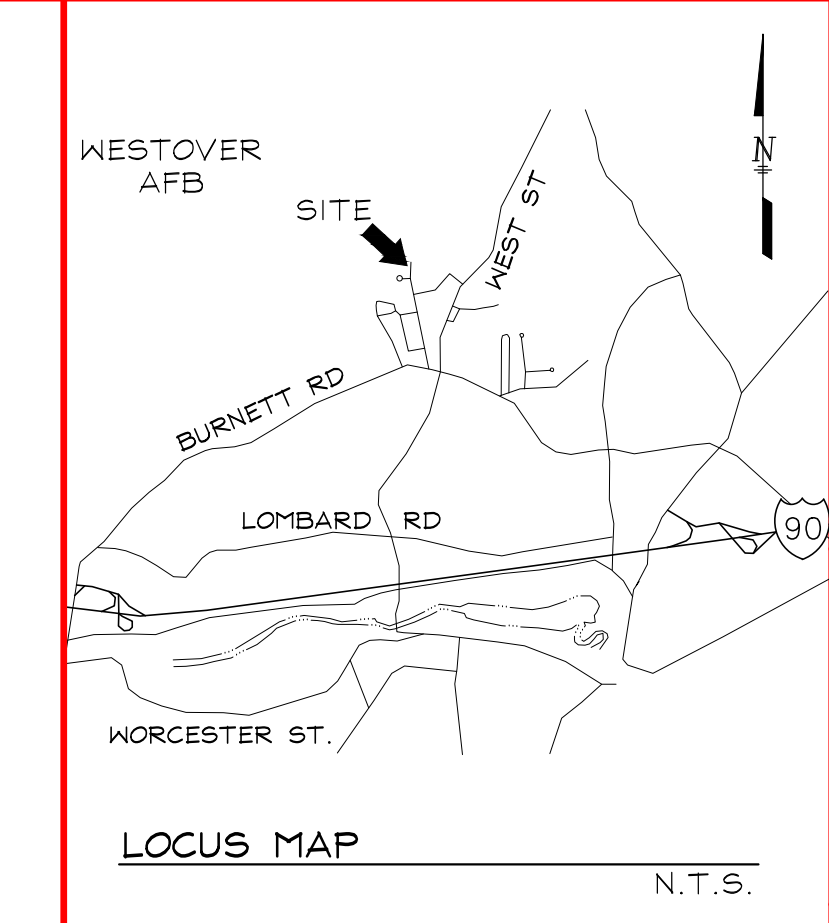 WESTOVER
AFB
N
SITE
WEST ST
BURNETT RD
LOMBARD RD
90
WORCESTER ST.
LOCUS MAP
N.T.S.